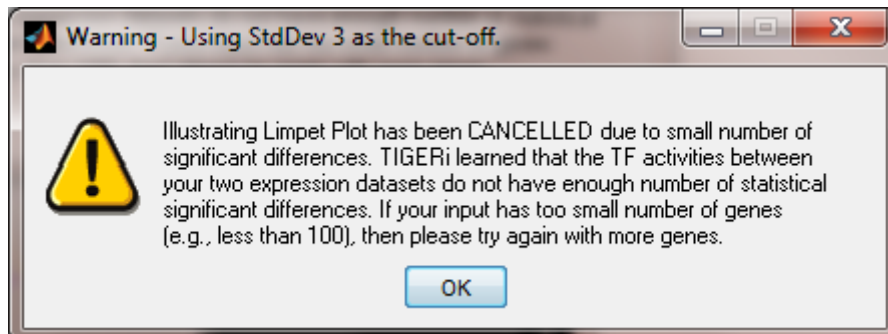 Warning - Using StdDev 3 as the cut-off.
Illustrating Limpet Plot has been CANCELLED due to small number of
significant differences. TIGERi learned that the TF activities between
your two expression datasets do not have enough number of statistical
significant differences. If your input has too small number of genes
(e.g., less than 100), then please try again with more genes.
OK